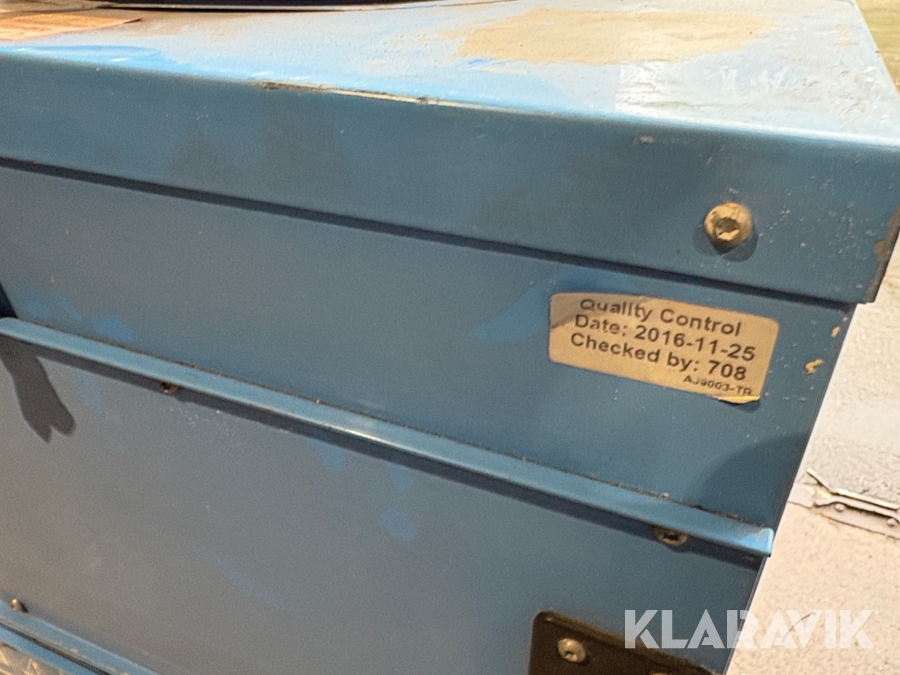 Quality Control
Date: 2016-11-25
Checked by: 708
AJ9003-TR
KLARAVIK